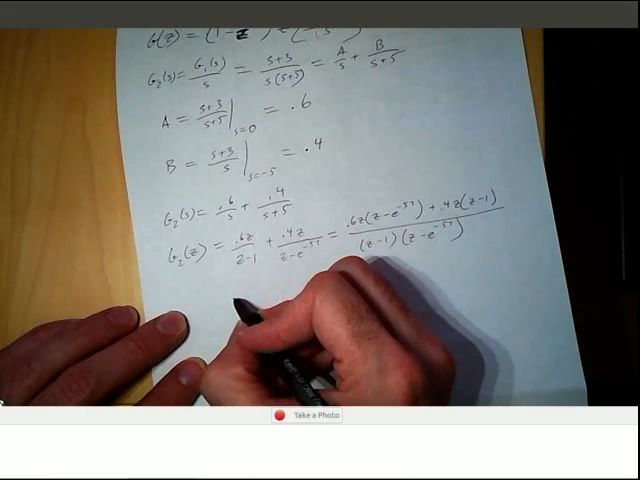 G(z) = (1-z
G₂(s) = G₁(s)/s = s+3/s(s+5) = A/s + B/s+5
A = s+3/s+5 |s=0 = .6
B = s+3/s |s=-5 = .4
G₂(s) = .6/s + .4/s+5
G₂(z) = .6z/z-1 + .4z/z-e^-5T = .6z(z-e^-5T) + .4z(z-1)/(z-1)(z-e^-5T)
Take a Photo